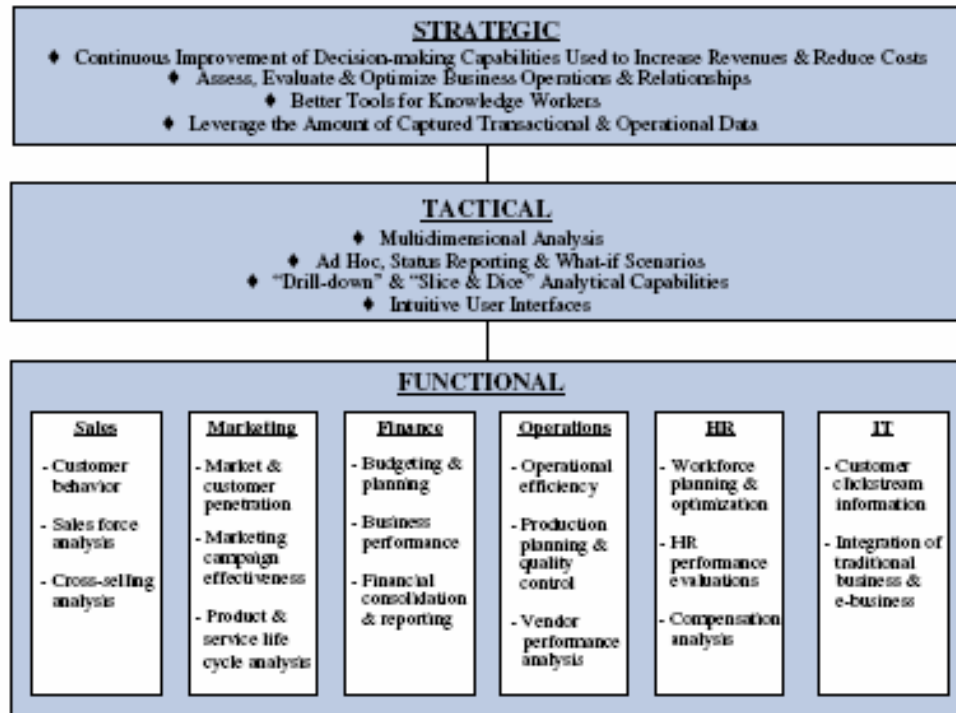 STRATEGIC
♦ Continuous Improvement of Decision-making Capabilities Used to Increase Revenues & Reduce Costs
♦ Assess, Evaluate & Optimize Business Operations & Relationships
♦ Better Tools for Knowledge Workers
♦ Leverage the Amount of Captured Transactional & Operational Data
TACTICAL
♦ Multidimensional Analysis
♦ Ad Hoc, Status Reporting & What-if Scenarios
♦ “Drill-down” & “Slice & Dice” Analytical Capabilities
♦ Intuitive User Interfaces
FUNCTIONAL
Sales
- Customer
behavior
- Sales force
analysis
- Cross-selling
analysis
Marketing
- Market &
customer
penetration
- Marketing
campaign
effectiveness
- Product &
service life
cycle analysis
Finance
- Budgeting &
planning
- Business
performance
- Financial
consolidation
& reporting
Operations
- Operational
efficiency
- Production
planning &
quality
control
- Vendor
performance
analysis
HR
- Workforce
planning &
optimization
- HR
performance
evaluations
- Compensation
analysis
IT
- Customer
clickstream
information
- Integration of
traditional
business &
e-business